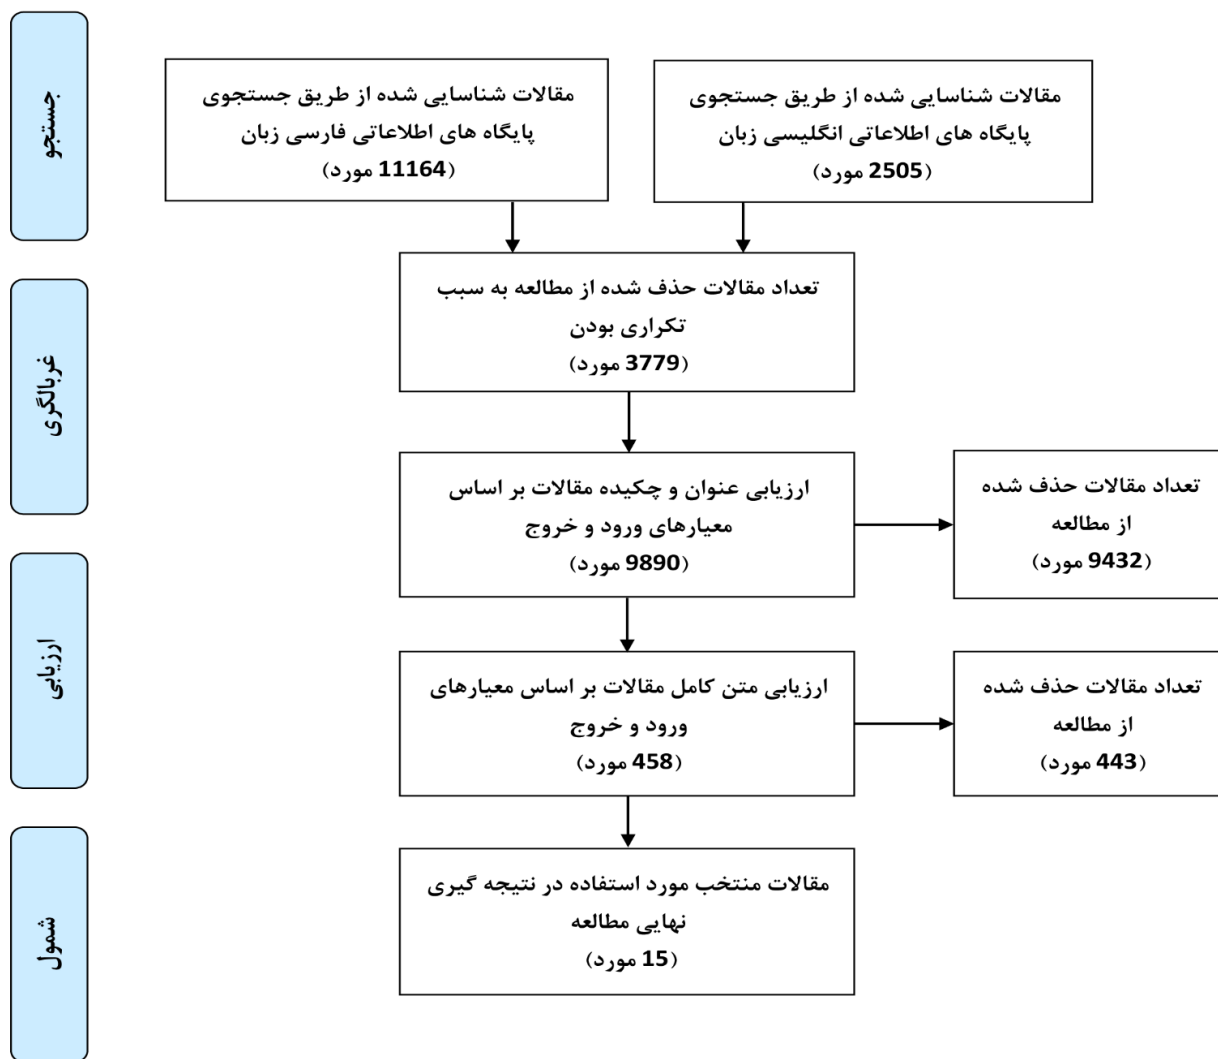 جستجو
مقالات شناسایی شده از طریق جستجوی
پایگاه های اطلاعاتی انگلیسی زبان
(2505 مورد)
مقالات شناسایی شده از طریق جستجوی
پایگاه های اطلاعاتی فارسی زبان
(11164 مورد)
غربالگری
تعداد مقالات حذف شده از مطالعه به سبب
تکراری بودن
(3779 مورد)
ارزیابی عنوان و چکیده مقالات بر اساس
معیارهای ورود و خروج
(9890 مورد)
تعداد مقالات حذف شده
از مطالعه
(9432 مورد)
ارزیابی
ارزیابی متن کامل مقالات بر اساس معیارهای
ورود و خروج
(458 مورد)
تعداد مقالات حذف شده
از مطالعه
(443 مورد)
شمول
مقالات منتخب مورد استفاده در نتیجه گیری
نهایی مطالعه
(15 مورد)